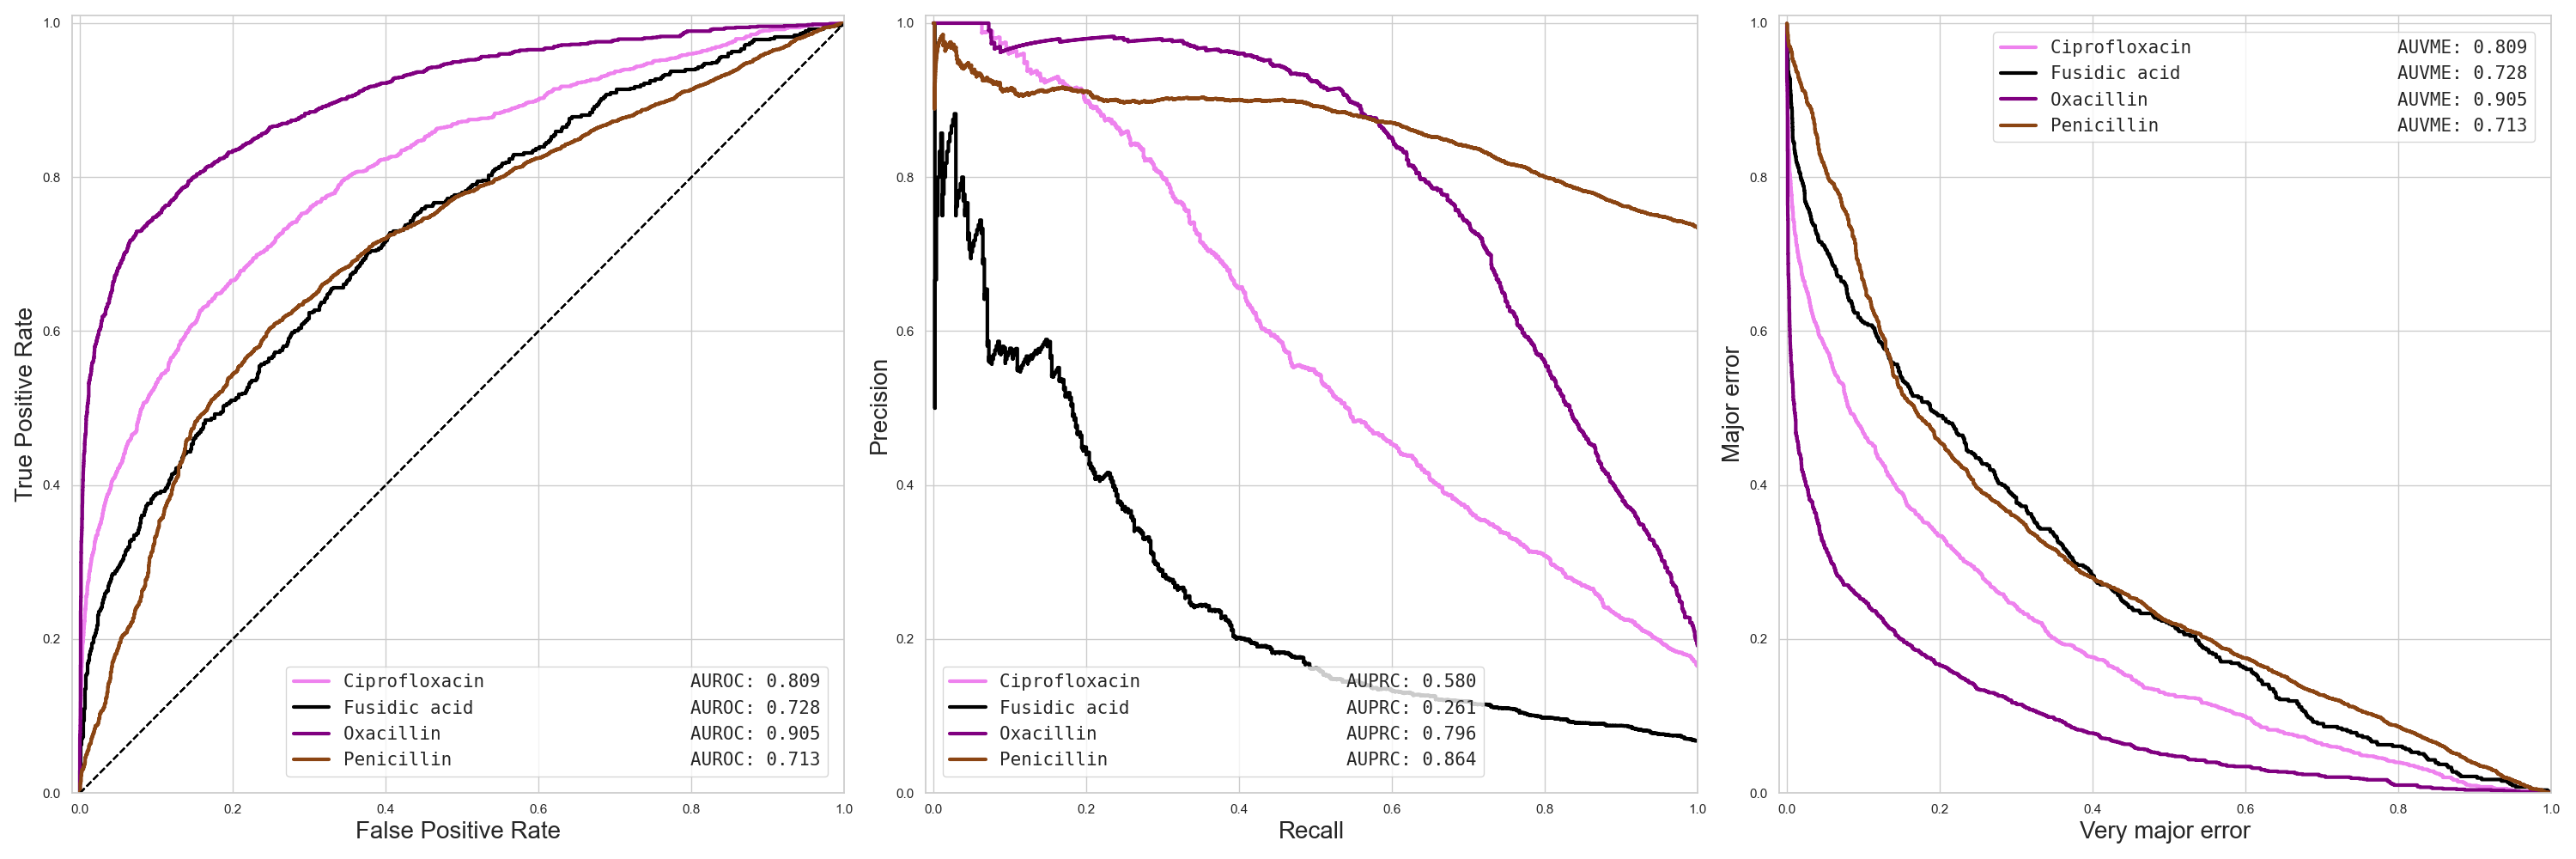 1.0
0.8
0.6
0.4
0.2
0.0
True Positive Rate
Ciprofloxacin AUROC: 0.809
Fusidic acid AUROC: 0.728
Oxacillin AUROC: 0.905
Penicillin AUROC: 0.713
0.0 0.2 0.4 0.6 0.8 1.0
False Positive Rate
1.0
0.8
0.6
0.4
0.2
0.0
Precision
Ciprofloxacin AUPRC: 0.580
Fusidic acid AUPRC: 0.261
Oxacillin AUPRC: 0.796
Penicillin AUPRC: 0.864
0.0 0.2 0.4 0.6 0.8 1.0
Recall
1.0
0.8
0.6
0.4
0.2
0.0
Major error
Ciprofloxacin AUVME: 0.809
Fusidic acid AUVME: 0.728
Oxacillin AUVME: 0.905
Penicillin AUVME: 0.713
0.0 0.2 0.4 0.6 0.8 1.0
Very major error